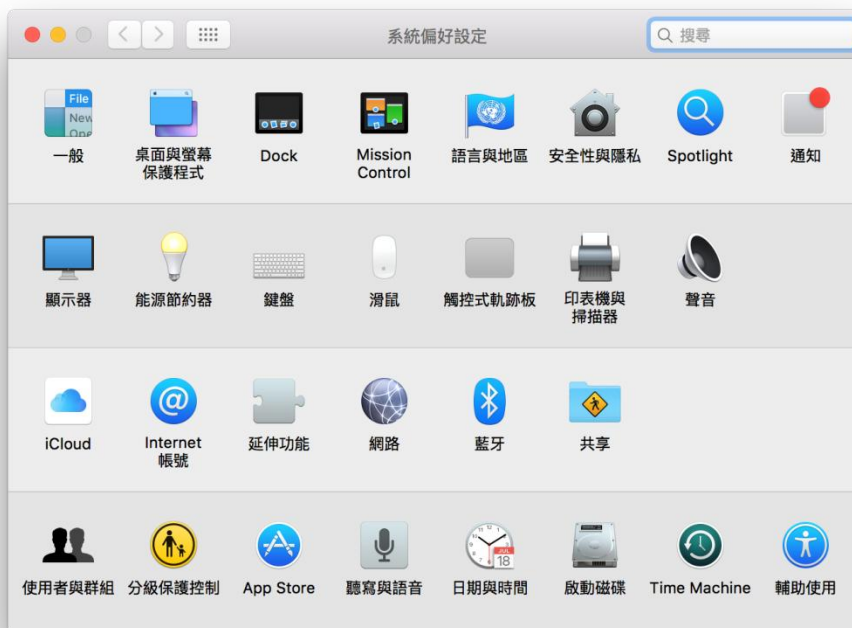 系統偏好設定
搜尋
File
New
Ope
一般
桌面與螢幕
保護程式
Dock
Mission
Control
語言與地區
安全性與隱私
Spotlight
通知
顯示器
能源節約器
鍵盤
滑鼠
觸控式軌跡板
印表機與
掃描器
聲音
iCloud
Internet
帳號
延伸功能
網路
藍牙
共享
使用者與群組
分級保護控制
App Store
聽寫與語音
JUL
18
日期與時間
啟動磁碟
Time Machine
輔助使用